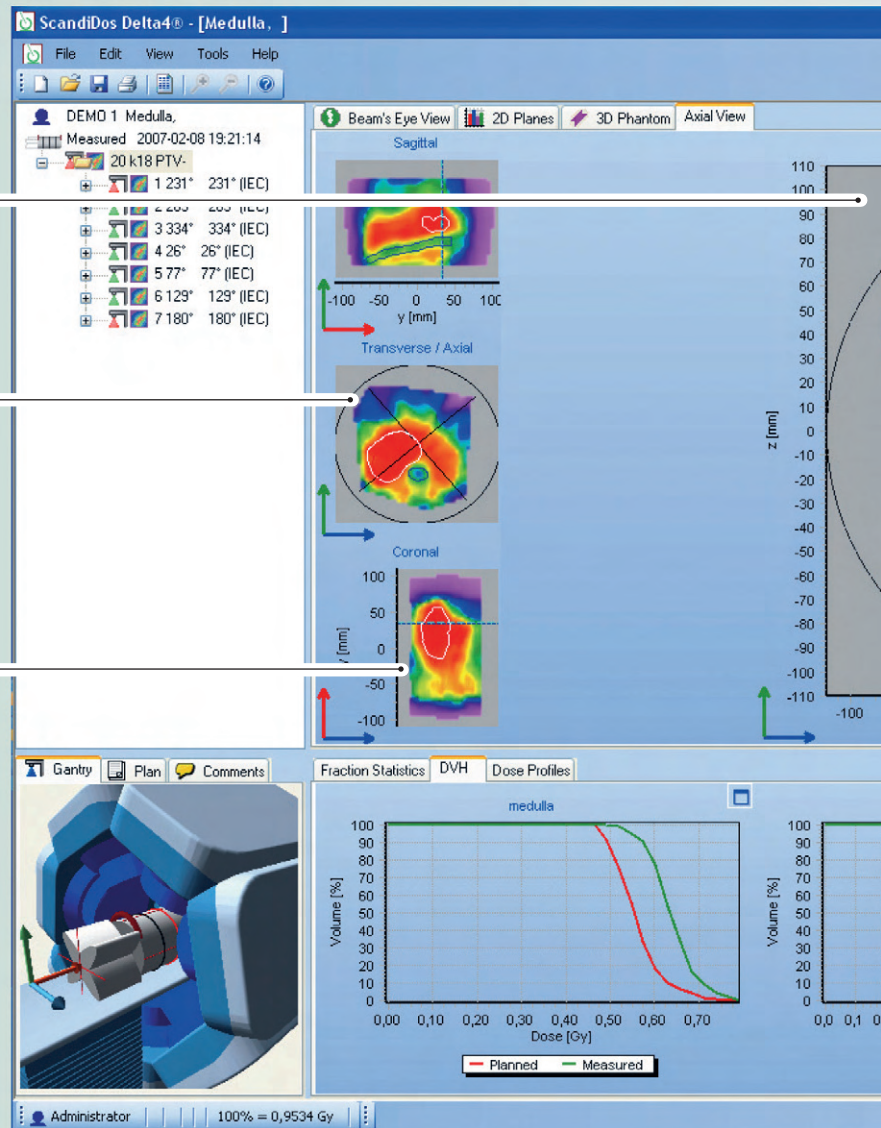 ScandiDos Delta4® - [Medulla, ]
File Edit View Tools Help
DEMO 1 Medulla,
Measured 2007-02-08 19:21:14
20 k18 PTV-
1 231° 231° (IEC)
3 334° 334° (IEC)
4 26° 26° (IEC)
5 77° 77° (IEC)
6 129° 129° (IEC)
7 180° 180° (IEC)
Beam's Eye View 2D Planes 3D Phantom Axial View
Sagittal
-100 -50 0 50 100
y [mm]
Transverse / Axial
Coronal
100
50
0
-50
-100
y [mm]
110
100
90
80
70
60
50
40
30
20
10
0
-10
-20
-30
-40
-50
-60
-70
-80
-90
-100
-110
z [mm]
-100
Gantry Plan Comments
Fraction Statistics DVH Dose Profiles
medulla
100
90
80
70
60
50
40
30
20
10
0
Volume [%]
0,00 0,10 0,20 0,30 0,40 0,50 0,60 0,70
Dose [Gy]
Planned Measured
100
90
80
70
60
50
40
30
20
10
0
Volume [%]
0,0 0,1
Administrator 100% = 0,9534 Gy